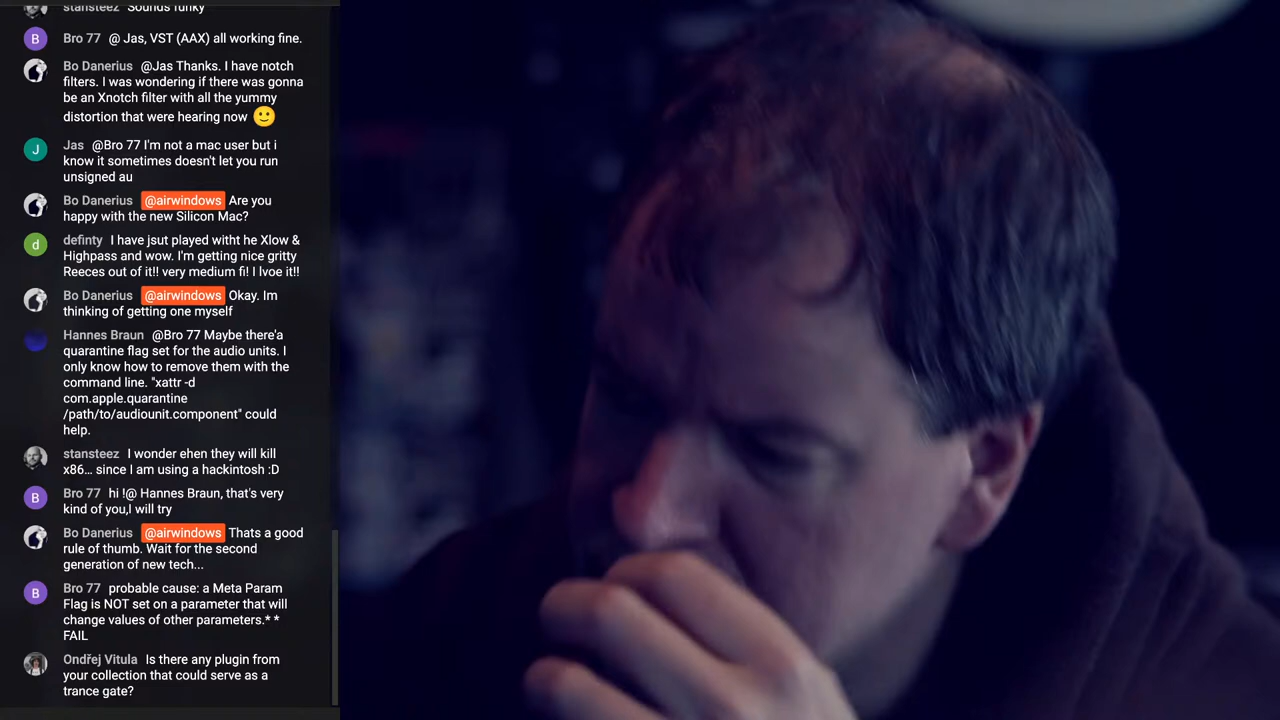 stansteez Sounds funky
B
Bro 77 @ Jas, VST (AAX) all working fine.
Bo Danerius @Jas Thanks. I have notch
filters. I was wondering if there was gonna
be an Xnotch filter with all the yummy
distortion that were hearing now 🙂
J
Jas @Bro 77 I'm not a mac user but i
know it sometimes doesn't let you run
unsigned au
Bo Danerius @airwindows Are you
happy with the new Silicon Mac?
d
definty I have jsut played witht he Xlow &
Highpass and wow. I'm getting nice gritty
Reeces out of it!! very medium fi! I lvoe it!!
Bo Danerius @airwindows Okay. Im
thinking of getting one myself
Hannes Braun @Bro 77 Maybe there'a
quarantine flag set for the audio units. I
only know how to remove them with the
command line. "xattr -d
com.apple.quarantine
/path/to/audiounit.component" could
help.
stansteez I wonder ehen they will kill
x86… since I am using a hackintosh :D
B
Bro 77 hi !@ Hannes Braun, that's very
kind of you,I will try
Bo Danerius @airwindows Thats a good
rule of thumb. Wait for the second
generation of new tech...
B
Bro 77 probable cause: a Meta Param
Flag is NOT set on a parameter that will
change values of other parameters.* *
FAIL
Ondřej Vitula Is there any plugin from
your collection that could serve as a
trance gate?